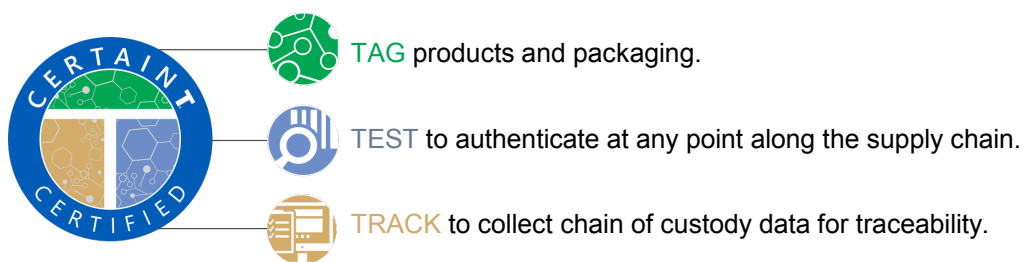 CERTAINT
CERTIFIED
TAG products and packaging.
TEST to authenticate at any point along the supply chain.
TRACK to collect chain of custody data for traceability.